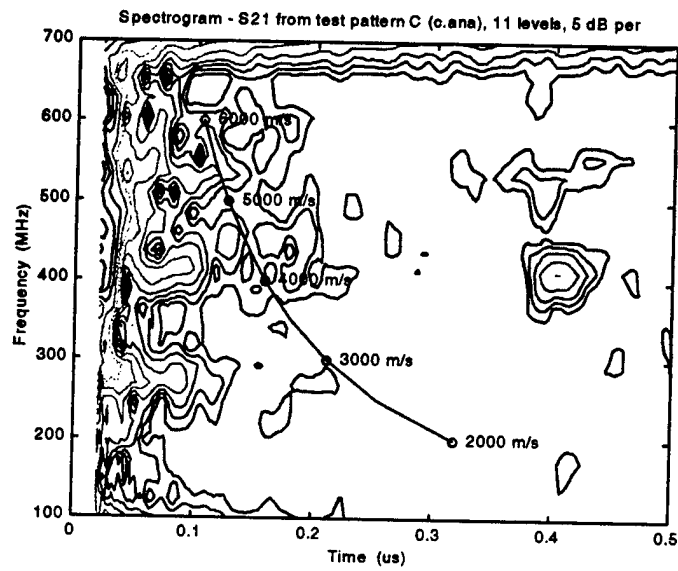 Spectrogram - S21 from test pattern C (c.ana), 11 levels, 5 dB per
700
600
500
400
300
200
100
Frequency (MHz)
6000 m/s
5000 m/s
4000 m/s
3000 m/s
2000 m/s
0
0.1
0.2
0.3
0.4
0.5
Time (us)